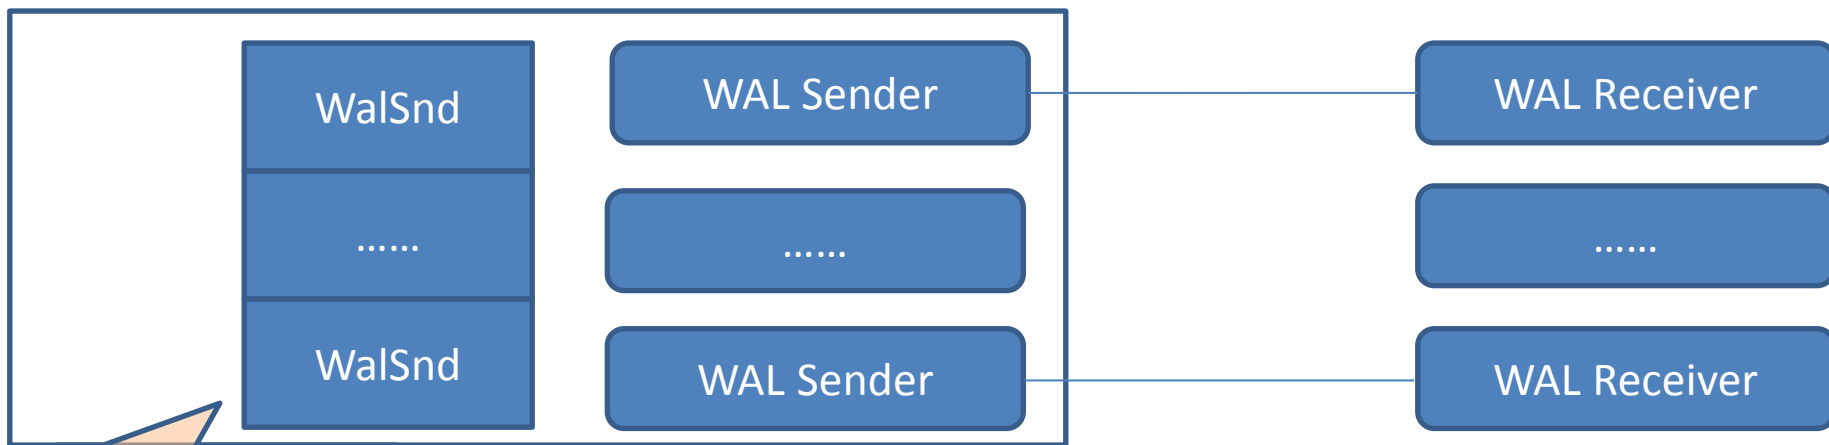 WalSnd
WAL Sender
WAL Receiver
……
……
……
WalSnd
WAL Sender
WAL Receiver